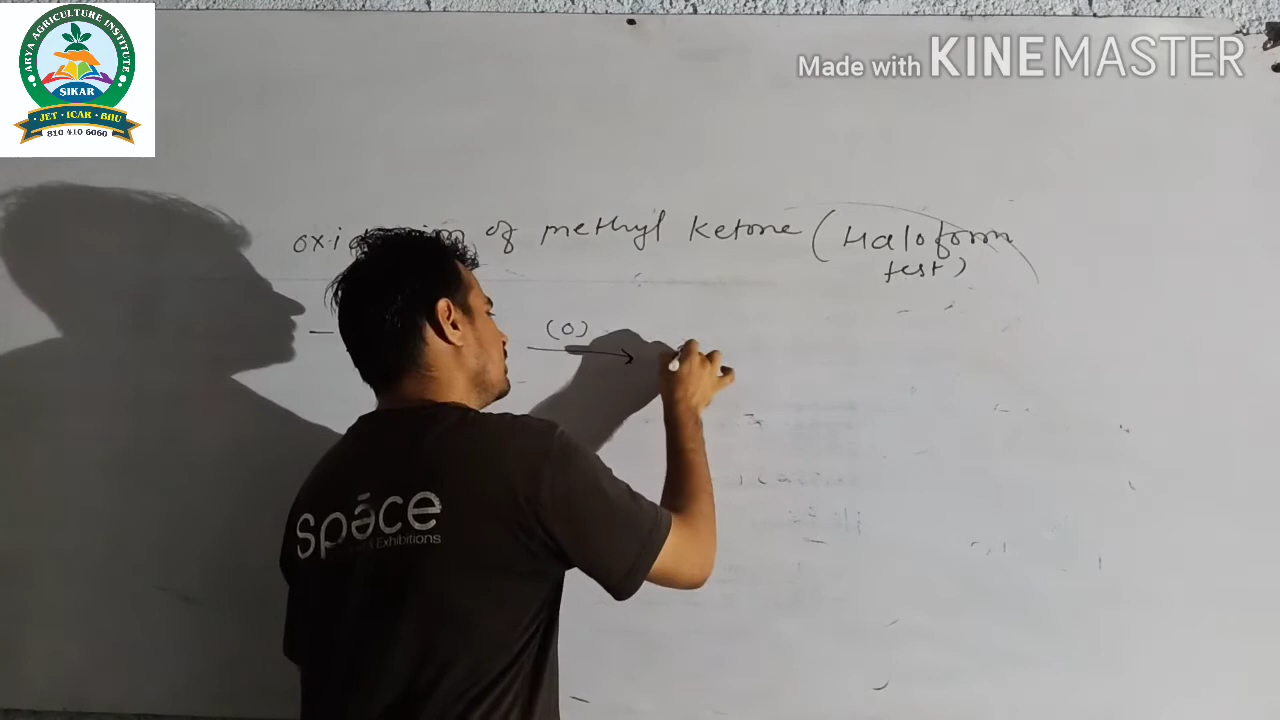 ARYA AGRICULTURE INSTITUTE
SIKAR
· JET · ICAR · BHU ·
810 410 6060
Made with KINEMASTER
of methyl ketone (Haloform
test)
(O)
spāce
Exhibitions